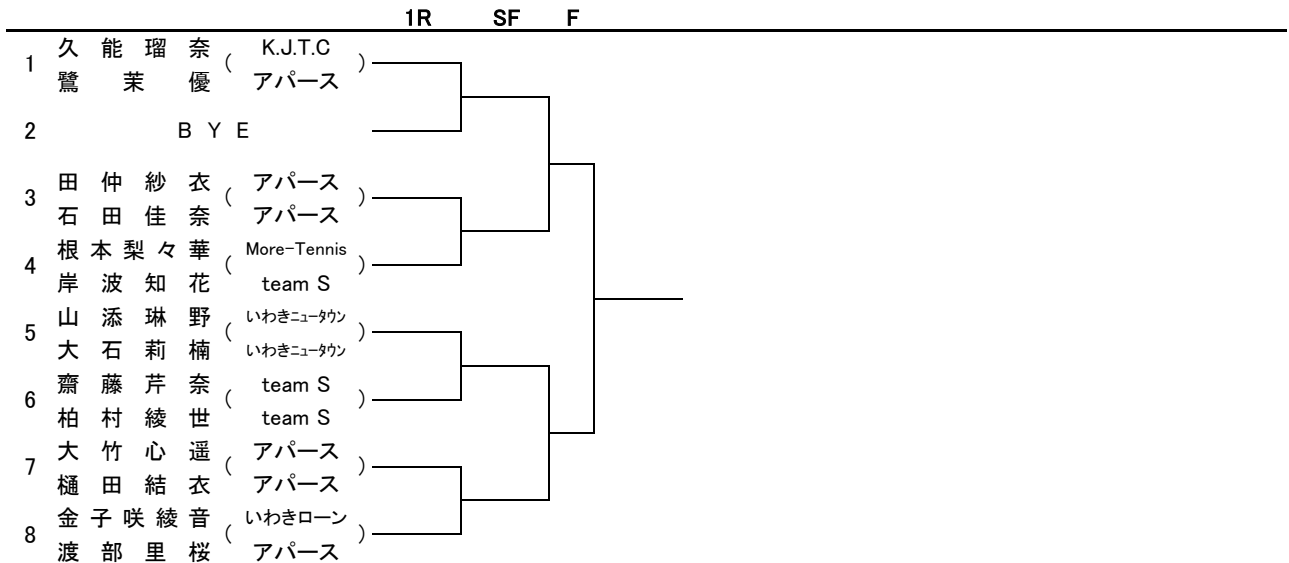 1R SF F
1 久能瑠奈 ( K.J.T.C )
鷺茉優 アパース
2 BYE
3 田仲紗衣 ( アパース )
石田佳奈 アパース
4 根本梨々華 ( More-Tennis )
岸波知花 team S
5 山添琳野 ( いわきニュータウン )
大石莉楠 いわきニュータウン
6 齋藤芹奈 ( team S )
柏村綾世 team S
7 大竹心遥 ( アパース )
樋田結衣 アパース
8 金子咲綾音 ( いわきローン )
渡部里桜 アパース